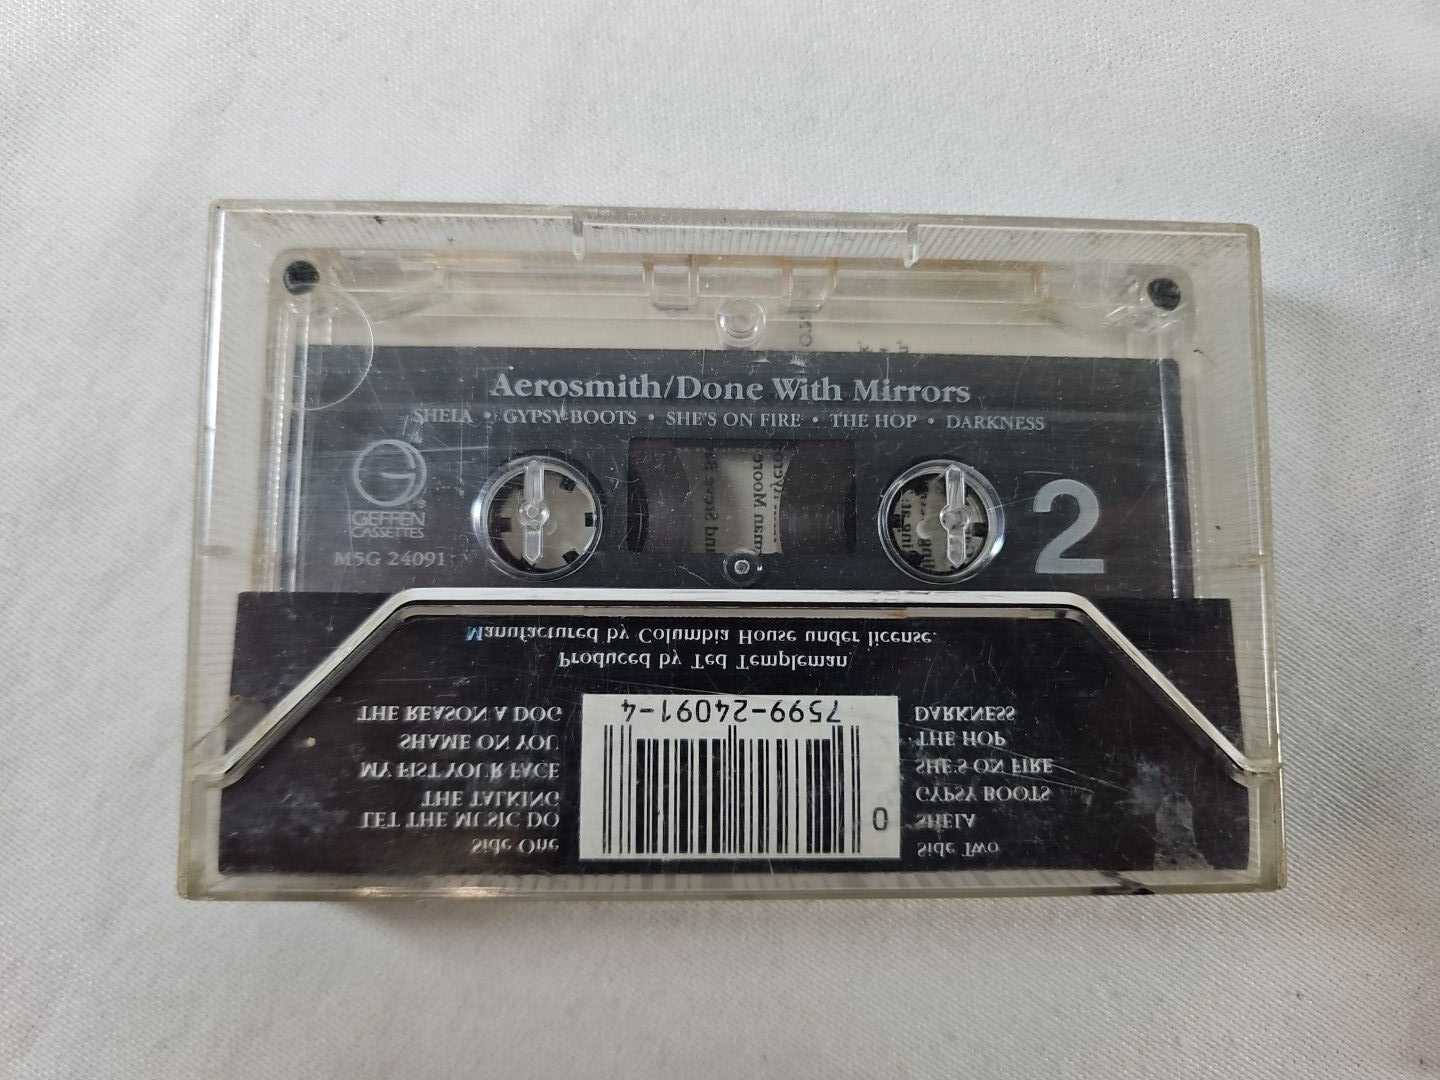 Aerosmith/Done With Mirrors
SHELA • GYPSY BOOTS • SHE'S ON FIRE • THE HOP • DARKNESS
GEFFEN
CASSETTES
M5G 24091
2
Manufactured by Columbia House under license.
Produced by Ted Templeman
7599-24091-4
0
Side One
LET THE MUSIC DO
THE TALKING
MY FIST YOUR FACE
SHAME ON YOU
THE REASON A DOG
Side Two
SHELA
GYPSY BOOTS
SHE'S ON FIRE
THE HOP
DARKNESS